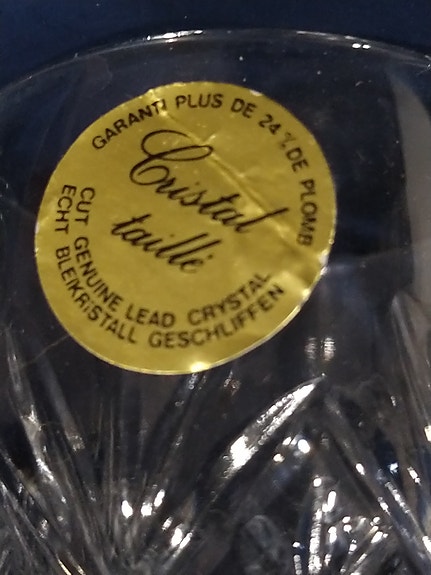 GARANTI PLUS DE 24% DE PLOMB
Cristal
taillé
CUT GENUINE LEAD CRYSTAL
ECHT BLEIKRISTALL GESCHLIFFEN